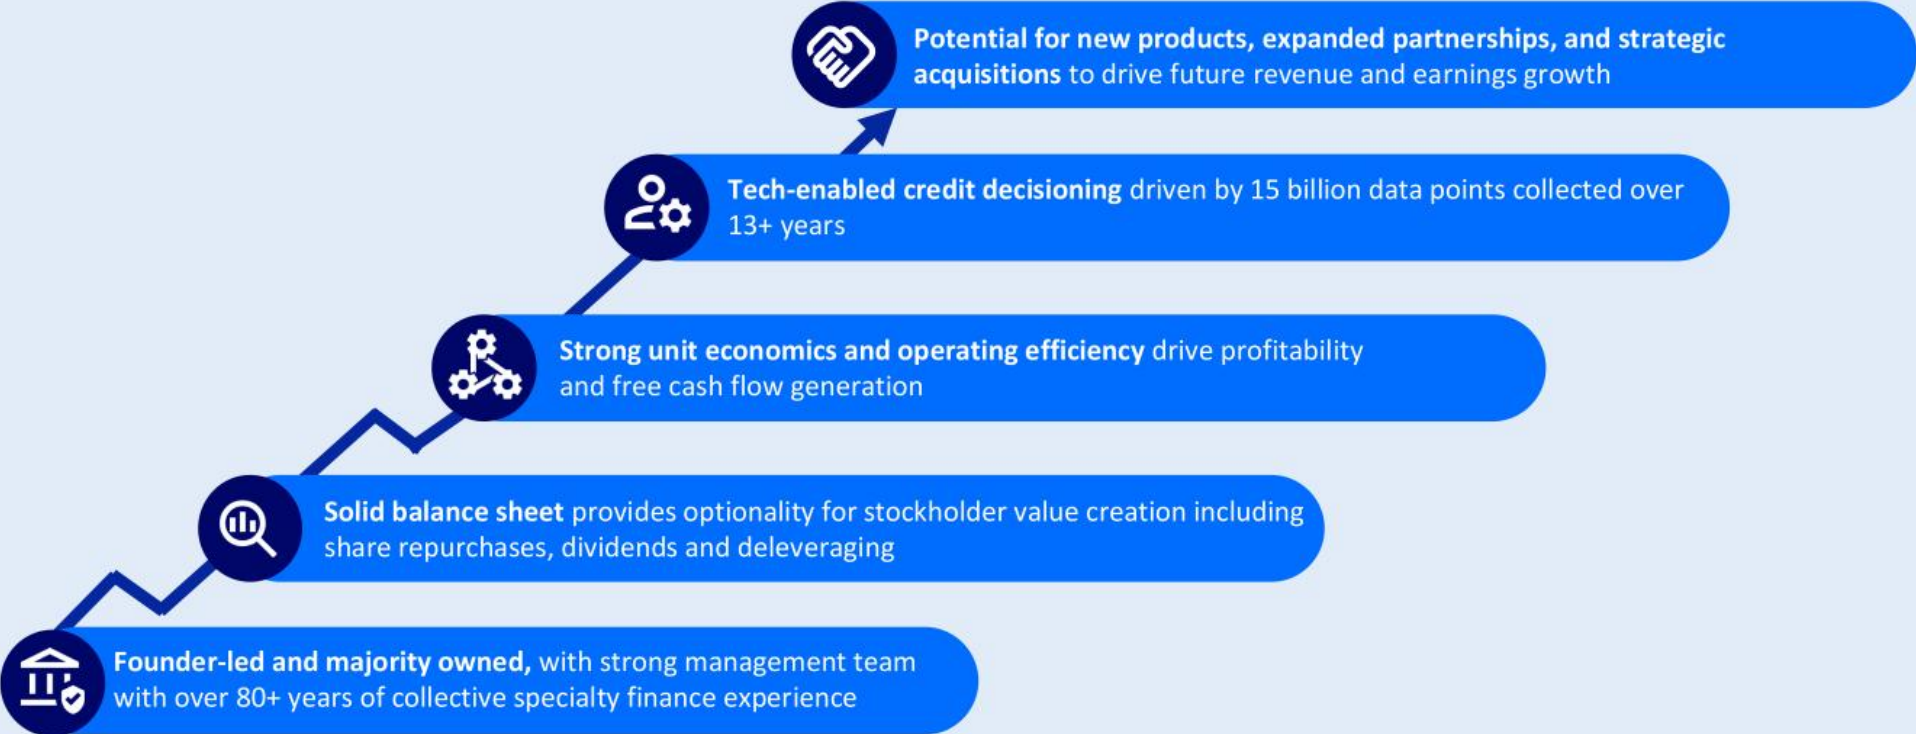 Potential for new products, expanded partnerships, and strategic
acquisitions to drive future revenue and earnings growth
Tech-enabled credit decisioning driven by 15 billion data points collected over
13+ years
Strong unit economics and operating efficiency drive profitability
and free cash flow generation
Solid balance sheet provides optionality for stockholder value creation including
share repurchases, dividends and deleveraging
Founder-led and majority owned, with strong management team
with over 80+ years of collective specialty finance experience